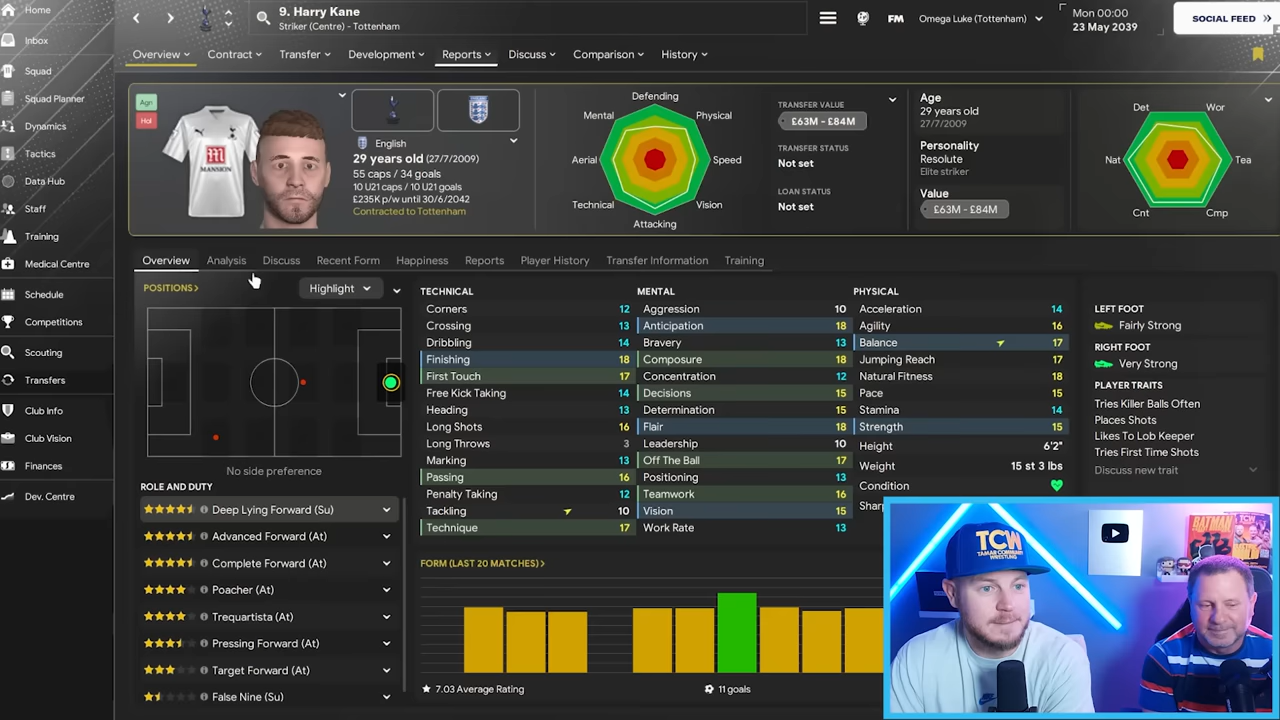 Home
9. Harry Kane
Striker (Centre) - Tottenham
FM
Omega Luke (Tottenham)
Mon 00:00
23 May 2039
SOCIAL FEED
Inbox
Squad
Squad Planner
Dynamics
Tactics
Data Hub
Staff
Training
Medical Centre
Schedule
Competitions
Scouting
Transfers
Club Info
Club Vision
Finances
Dev. Centre
Overview
Contract
Transfer
Development
Reports
Discuss
Comparison
History
Agn
Hol
MANSION
English
29 years old (27/7/2009)
55 caps / 34 goals
10 U21 caps / 10 U21 goals
£235K p/w until 30/6/2042
Contracted to Tottenham
Defending
Mental
Physical
Aerial
Speed
Technical
Vision
Attacking
TRANSFER VALUE
£63M - £84M
TRANSFER STATUS
Not set
LOAN STATUS
Not set
Age
29 years old
27/7/2009
Personality
Resolute
Elite striker
Value
£63M - £84M
Det
Wor
Nat
Tea
Cnt
Cmp
Overview
Analysis
Discuss
Recent Form
Happiness
Reports
Player History
Transfer Information
Training
POSITIONS
Highlight
No side preference
ROLE AND DUTY
Deep Lying Forward (Su)
Advanced Forward (At)
Complete Forward (At)
Poacher (At)
Trequartista (At)
Pressing Forward (At)
Target Forward (At)
False Nine (Su)
TECHNICAL
Corners 12
Crossing 13
Dribbling 14
Finishing 18
First Touch 17
Free Kick Taking 14
Heading 13
Long Shots 16
Long Throws 3
Marking 13
Passing 16
Penalty Taking 12
Tackling 10
Technique 17
MENTAL
Aggression 10
Anticipation 18
Bravery 13
Composure 18
Concentration 12
Decisions 15
Determination 15
Flair 18
Leadership 10
Off The Ball 17
Positioning 13
Teamwork 16
Vision 15
Work Rate 13
PHYSICAL
Acceleration 14
Agility 16
Balance 17
Jumping Reach 17
Natural Fitness 18
Pace 15
Stamina 14
Strength 15
Height 6'2"
Weight 15 st 3 lbs
Condition
Shar
LEFT FOOT
Fairly Strong
RIGHT FOOT
Very Strong
PLAYER TRAITS
Tries Killer Balls Often
Places Shots
Likes To Lob Keeper
Tries First Time Shots
Discuss new trait
FORM (LAST 20 MATCHES)
7.03 Average Rating
11 goals
TCW
TAMAR COMMUNITY
WRESTLING
BATMAN
TCW